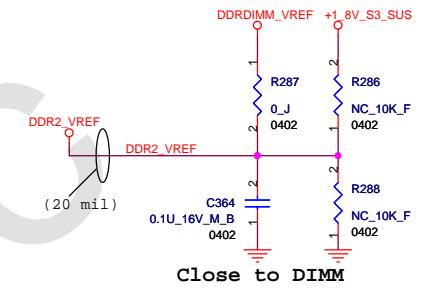 DDRDIMM_VREF +1_8V_S3_SUS
1 2
R287 R286
0_J NC_10K_F
0402 0402
2 1
DDR2_VREF
DDR2_VREF
2 2
(20 mil)
C364 R288
0.1U_16V_M_B NC_10K_F
0402 0402
1 1
Close to DIMM